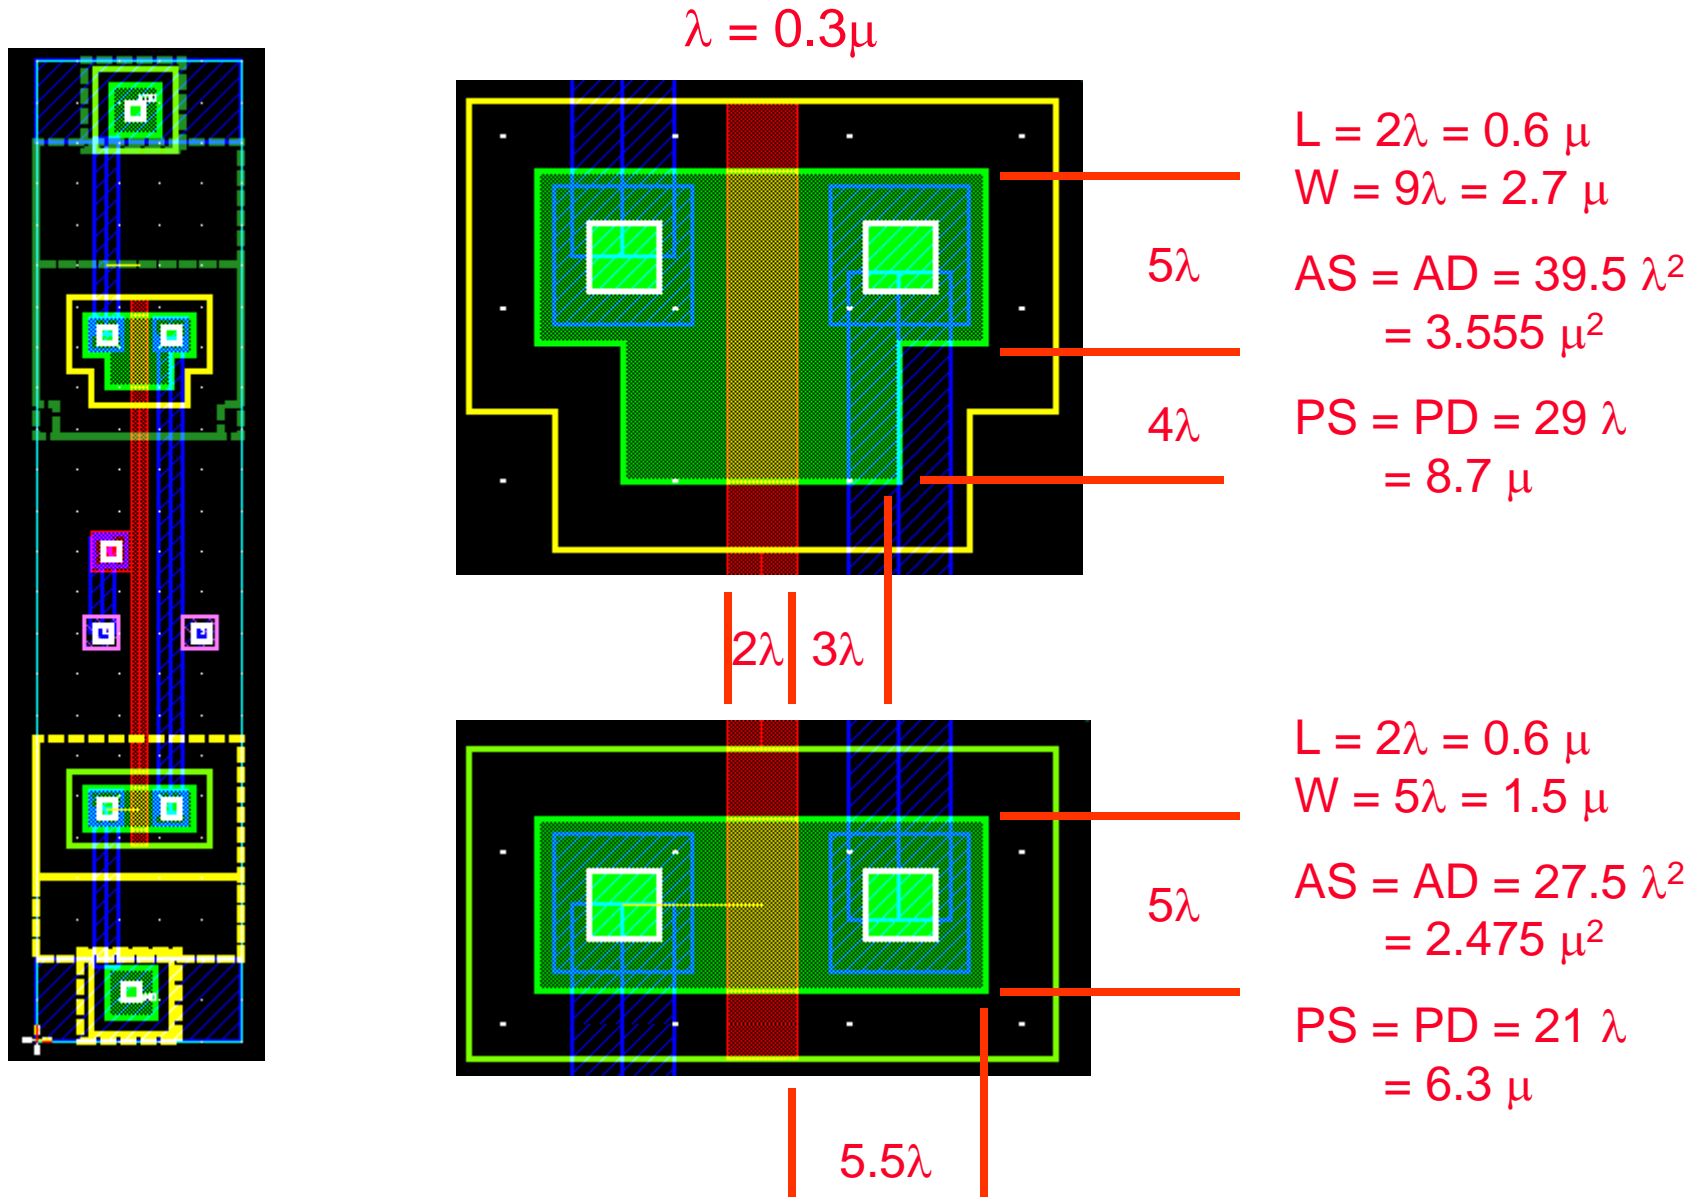 λ = 0.3μ
L = 2λ = 0.6 μ
W = 9λ = 2.7 μ
5λ
AS = AD = 39.5 λ²
= 3.555 μ²
4λ
PS = PD = 29 λ
= 8.7 μ
2λ
3λ
L = 2λ = 0.6 μ
W = 5λ = 1.5 μ
5λ
AS = AD = 27.5 λ²
= 2.475 μ²
PS = PD = 21 λ
= 6.3 μ
5.5λ